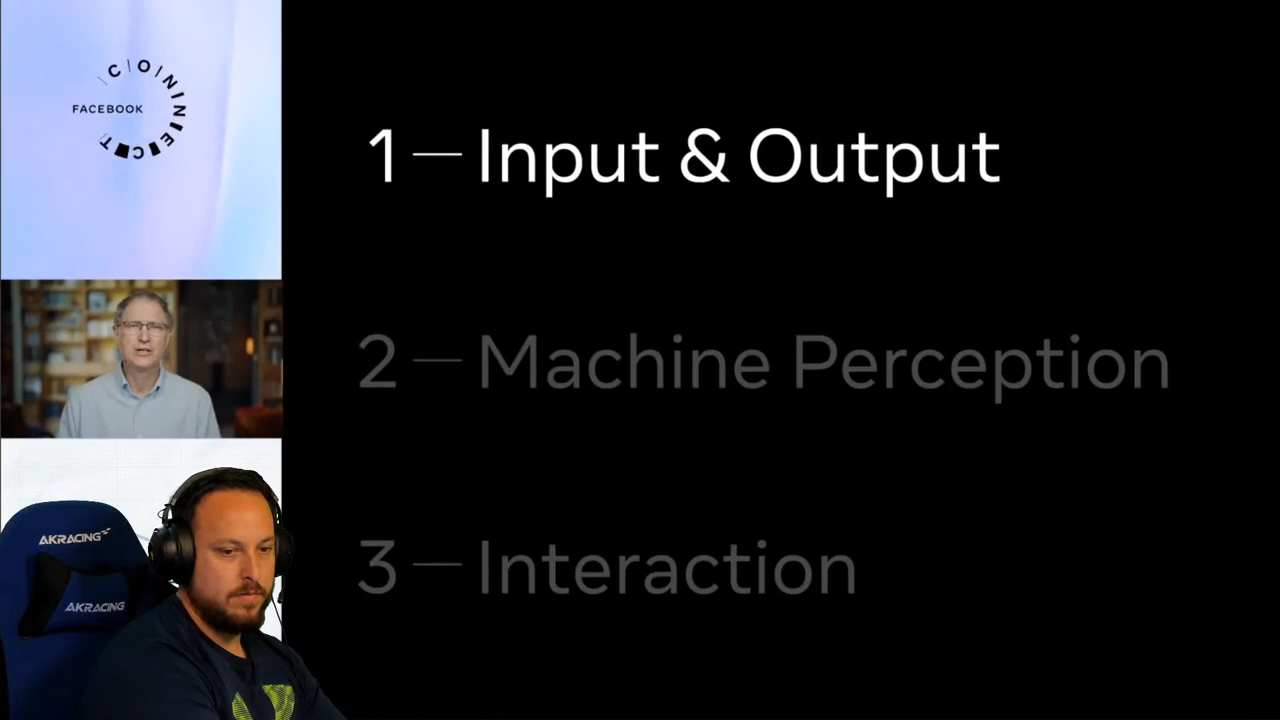 FACEBOOK
CONNECT
1 — Input & Output
2 — Machine Perception
3 — Interaction
AKRACING
AKRACING